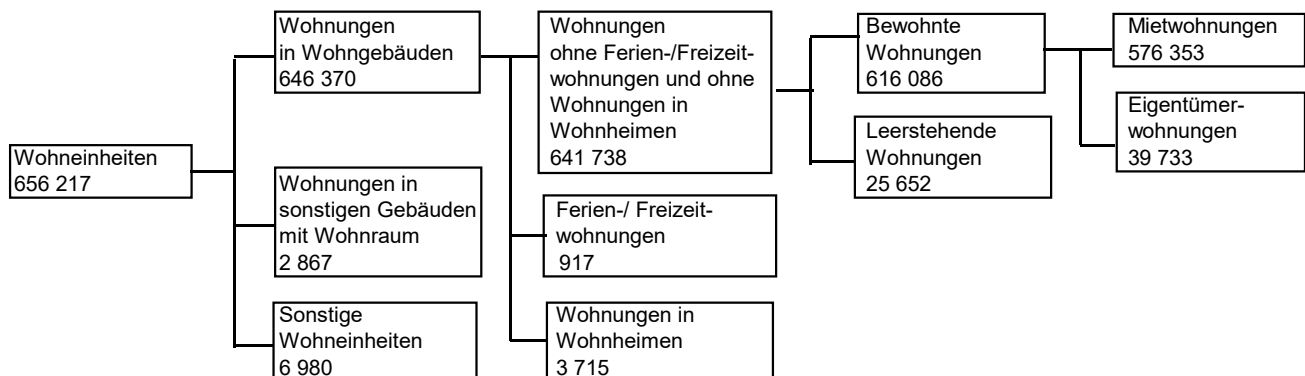 Wohneinheiten
656 217
Wohnungen
in Wohngebäuden
646 370
Wohnungen in
sonstigen Gebäuden
mit Wohnraum
2 867
Sonstige
Wohneinheiten
6 980
Wohnungen
ohne Ferien-/Freizeit-
wohnungen und ohne
Wohnungen in
Wohnheimen
641 738
Ferien-/ Freizeit-
wohnungen
917
Wohnungen in
Wohnheimen
3 715
Bewohnte
Wohnungen
616 086
Leerstehende
Wohnungen
25 652
Mietwohnungen
576 353
Eigentümer-
wohnungen
39 733